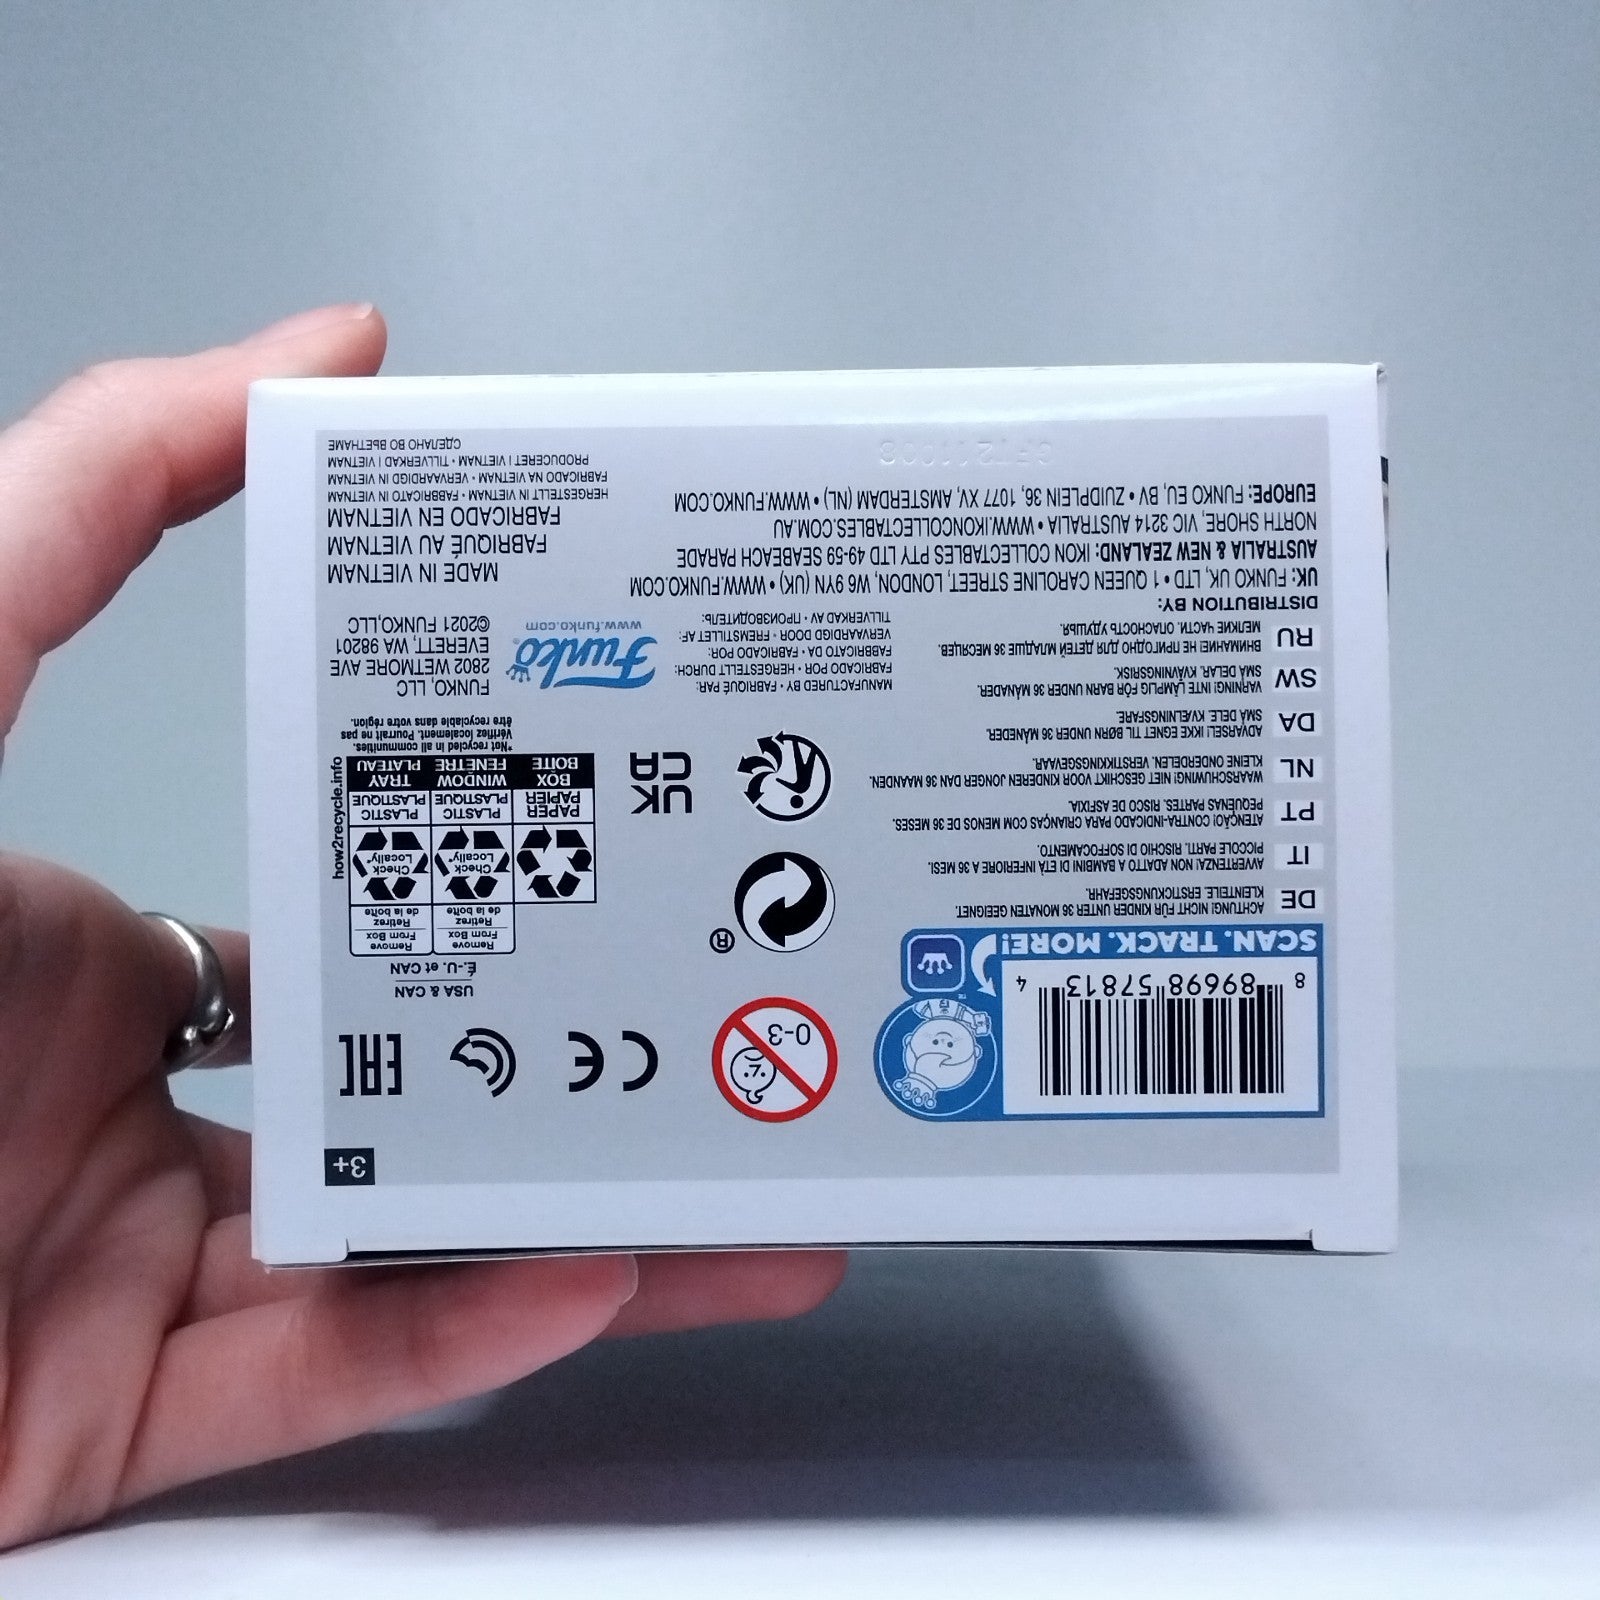 3+
8 89698 57813 4
SCAN. TRACK. MORE!
0-3
CE
EAC
USA & CAN
É.-U. et CAN
Remove From Box
Retirez de la boîte
Remove From Box
Retirez de la boîte
Check Locally*
Check Locally*
PAPER
PAPIER
BOX
BOÎTE
PLASTIC
PLASTIQUE
WINDOW
FENÊTRE
PLASTIC
PLASTIQUE
TRAY
PLATEAU
how2recycle.info
*Not recycled in all communities.
Vérifiez localement. Pourrait ne pas
être recyclable dans votre région.
®
UK
CA
DE ACHTUNG! NICHT FÜR KINDER UNTER 36 MONATEN GEEIGNET.
KLEINTEILE. ERSTICKUNGSGEFAHR.
IT AVVERTENZA! NON ADATTO A BAMBINI DI ETÀ INFERIORE A 36 MESI.
PICCOLE PARTI. RISCHIO DI SOFFOCAMENTO.
PT ATENÇÃO! CONTRA-INDICADO PARA CRIANÇAS COM MENOS DE 36 MESES.
PEQUENAS PARTES. RISCO DE ASFIXIA.
NL WAARSCHUWING! NIET GESCHIKT VOOR KINDEREN JONGER DAN 36 MAANDEN.
KLEINE ONDERDELEN. VERSTIKKINGSGEVAAR.
DA ADVARSEL! IKKE EGNET TIL BØRN UNDER 36 MÅNEDER.
SMÅ DELE. KVÆLNINGSFARE.
SW VARNING! INTE LÄMPLIG FÖR BARN UNDER 36 MÅNADER.
SMÅ DELAR. KVÄVNINGSRISK.
RU ВНИМАНИЕ! НЕ ПРИГОДНО ДЛЯ ДЕТЕЙ МЛАДШЕ 36 МЕСЯЦЕВ.
МЕЛКИЕ ЧАСТИ. ОПАСНОСТЬ УДУШЬЯ.
MANUFACTURED BY • FABRIQUÉ PAR:
FABRICADO POR • HERGESTELLT DURCH:
FABRICATO DA • FABRICADO POR:
VERVAARDIGD DOOR • FREMSTILLET AF:
TILLVERKAD AV • ПРОИЗВОДИТЕЛЬ:
Funko®
www.funko.com
FUNKO, LLC
2802 WETMORE AVE
EVERETT, WA 98201
©2021 FUNKO,LLC
DISTRIBUTION BY:
UK: FUNKO UK, LTD • 1 QUEEN CAROLINE STREET, LONDON, W6 9YN (UK) • WWW.FUNKO.COM
AUSTRALIA & NEW ZEALAND: IKON COLLECTABLES PTY LTD 49-59 SEABEACH PARADE
NORTH SHORE, VIC 3214 AUSTRALIA • WWW.IKONCOLLECTABLES.COM.AU
EUROPE: FUNKO EU, BV • ZUIDPLEIN 36, 1077 XV, AMSTERDAM (NL) • WWW.FUNKO.COM
MADE IN VIETNAM
FABRIQUÉ AU VIETNAM
FABRICADO EN VIETNAM
HERGESTELLT IN VIETNAM • FABBRICATO IN VIETNAM
FABRICADO NA VIETNAM • VERVAARDIGD IN VIETNAM
PRODUCERET I VIETNAM • TILLVERKAD I VIETNAM
СДЕЛАНО ВО ВЬЕТНАМЕ